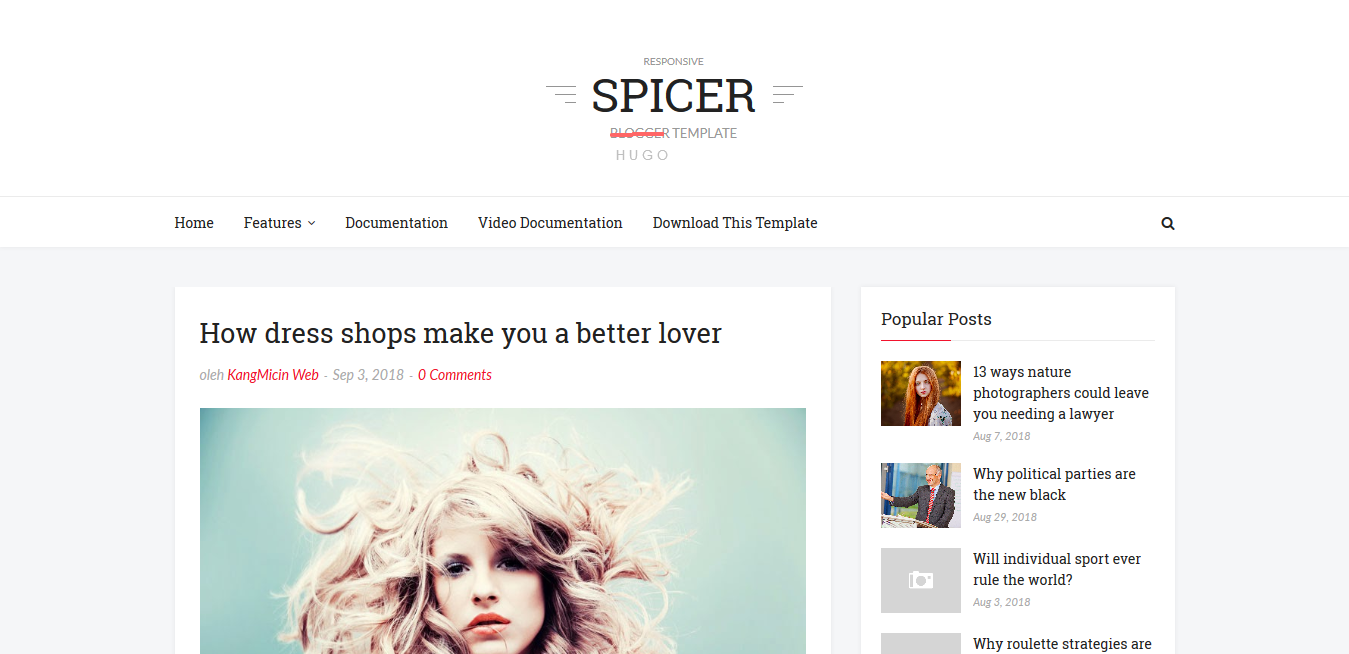 RESPONSIVE
SPICER
BLOGGER TEMPLATE
HUGO
Home Features Documentation Video Documentation Download This Template
How dress shops make you a better lover
oleh KangMicin Web - Sep 3, 2018 - 0 Comments
Popular Posts
13 ways nature
photographers could leave
you needing a lawyer
Aug 7, 2018
Why political parties are
the new black
Aug 29, 2018
Will individual sport ever
rule the world?
Aug 3, 2018
Why roulette strategies are